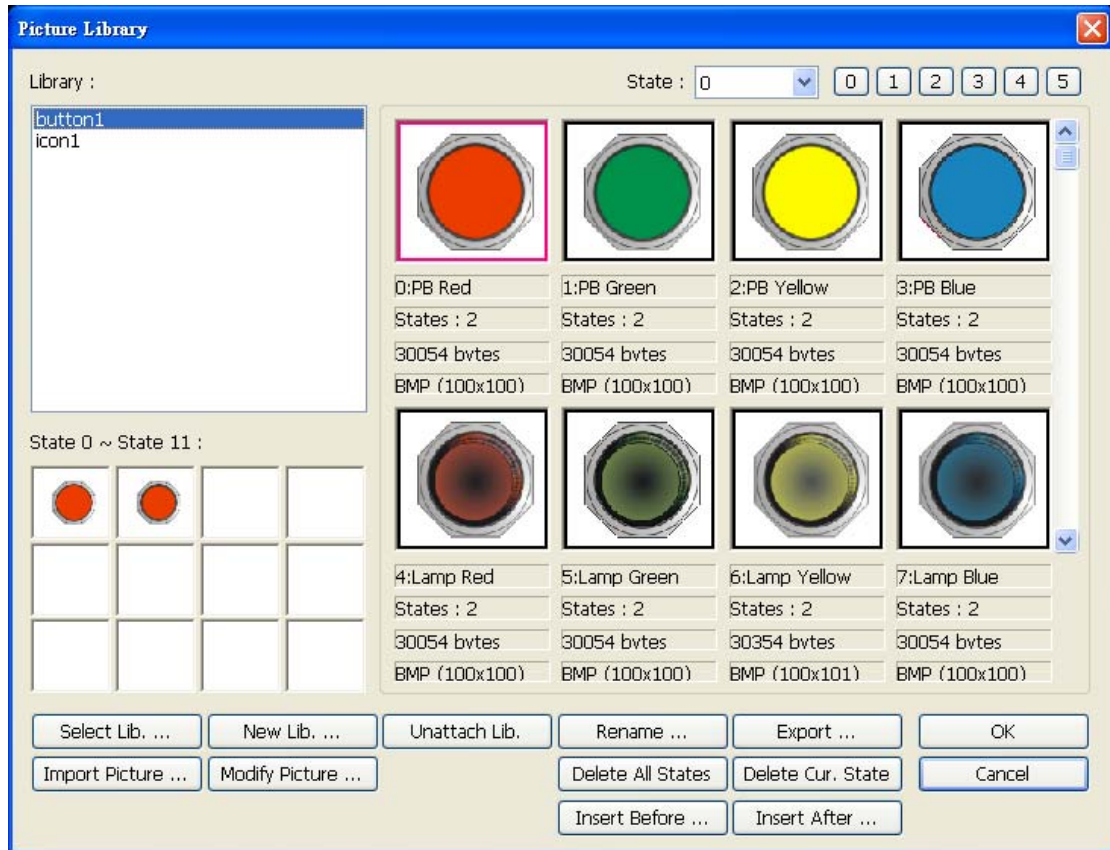 Picture Library
Library :
State : 0 0 1 2 3 4 5
button1
icon1
0:PB Red 1:PB Green 2:PB Yellow 3:PB Blue
States : 2 States : 2 States : 2 States : 2
30054 bytes 30054 bytes 30054 bytes 30054 bytes
BMP (100x100) BMP (100x100) BMP (100x100) BMP (100x100)
State 0 ~ State 11 :
4:Lamp Red 5:Lamp Green 6:Lamp Yellow 7:Lamp Blue
States : 2 States : 2 States : 2 States : 2
30054 bytes 30054 bytes 30354 bytes 30054 bytes
BMP (100x100) BMP (100x100) BMP (100x101) BMP (100x100)
Select Lib. ... New Lib. ... Unattach Lib. Rename ... Export ... OK
Import Picture ... Modify Picture ... Delete All States Delete Cur. State Cancel
Insert Before ... Insert After ...